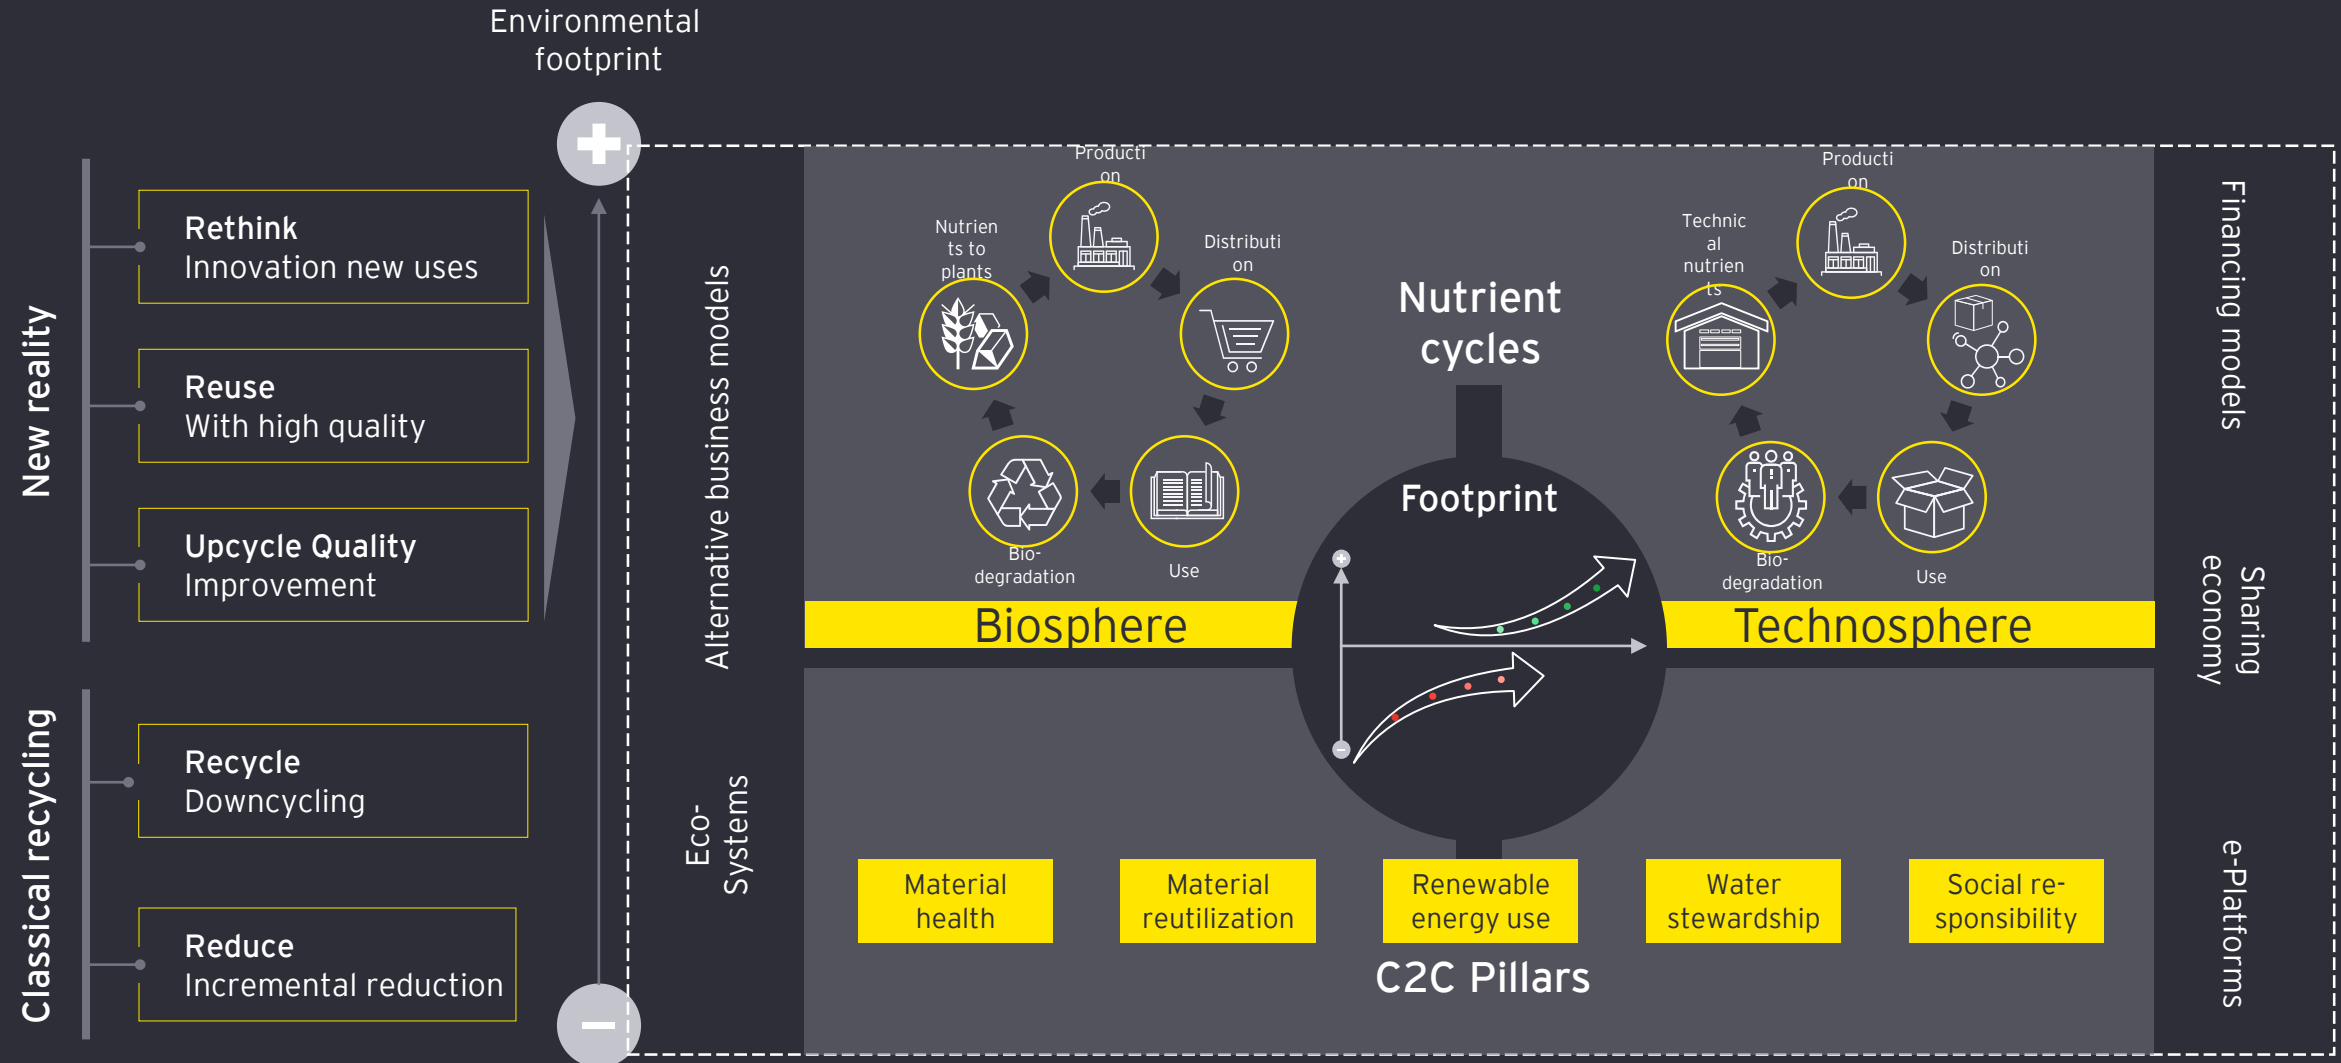 Environmental
footprint
New reality
Rethink
Innovation new uses
Reuse
With high quality
Upcycle Quality
Improvement
Classical recycling
Recycle
Downcycling
Reduce
Incremental reduction
Alternative business models
Eco-
Systems
Producti
on
Nutrien
ts to
plants
Distributi
on
Bio-
degradation
Use
Biosphere
Nutrient
cycles
Footprint
Producti
on
Technic
al
nutrien
ts
Distributi
on
Bio-
degradation
Use
Technosphere
Material
health
Material
reutilization
Renewable
energy use
Water
stewardship
Social re-
sponsibility
C2C Pillars
Financing models
Sharing
economy
e-Platforms